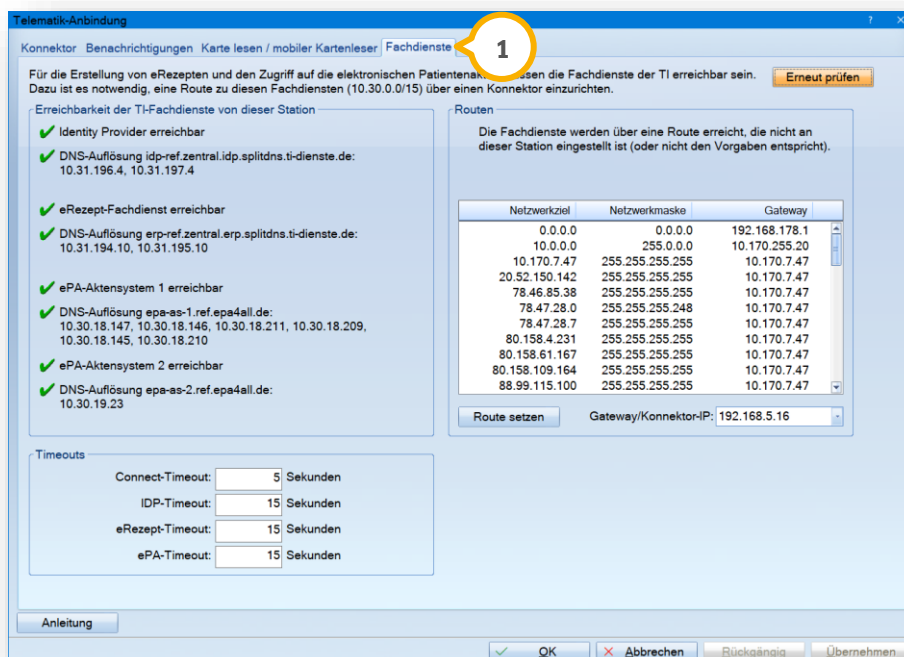 Telematik-Anbindung
Konnektor Benachrichtigungen Karte lesen / mobiler Kartenleser Fachdienste
1
Für die Erstellung von eRezepten und den Zugriff auf die elektronischen die Fachdienste der TI erreichbar sein.
Dazu ist es notwendig, eine Route zu diesen Fachdiensten (10.30.0.0/15) über einen Konnektor einzurichten.
Erneut prüfen
Erreichbarkeit der TI-Fachdienste von dieser Station
Identity Provider erreichbar
DNS-Auflösung idp-ref.zentral.idp.splitdns.ti-dienste.de:
10.31.196.4, 10.31.197.4
eRezept-Fachdienst erreichbar
DNS-Auflösung erp-ref.zentral.erp.splitdns.ti-dienste.de:
10.31.194.10, 10.31.195.10
ePA-Aktensystem 1 erreichbar
DNS-Auflösung epa-as-1.ref.epa4all.de:
10.30.18.147, 10.30.18.146, 10.30.18.211, 10.30.18.209,
10.30.18.145, 10.30.18.210
ePA-Aktensystem 2 erreichbar
DNS-Auflösung epa-as-2.ref.epa4all.de:
10.30.19.23
Routen
Die Fachdienste werden über eine Route erreicht, die nicht an
dieser Station eingestellt ist (oder nicht den Vorgaben entspricht).
Netzwerkziel Netzwerkmaske Gateway
0.0.0.0 0.0.0.0 192.168.178.1
10.0.0.0 255.0.0.0 10.170.255.20
10.170.7.47 255.255.255.255 10.170.7.47
20.52.150.142 255.255.255.255 10.170.7.47
78.46.85.38 255.255.255.255 10.170.7.47
78.47.28.0 255.255.255.248 10.170.7.47
78.47.28.7 255.255.255.255 10.170.7.47
80.158.4.231 255.255.255.255 10.170.7.47
80.158.61.167 255.255.255.255 10.170.7.47
80.158.109.164 255.255.255.255 10.170.7.47
88.99.115.100 255.255.255.255 10.170.7.47
Route setzen Gateway/Konnektor-IP: 192.168.5.16
Timeouts
Connect-Timeout: 5 Sekunden
IDP-Timeout: 15 Sekunden
eRezept-Timeout: 15 Sekunden
ePA-Timeout: 15 Sekunden
Anleitung
OK Abbrechen Rückgängig Übernehmen